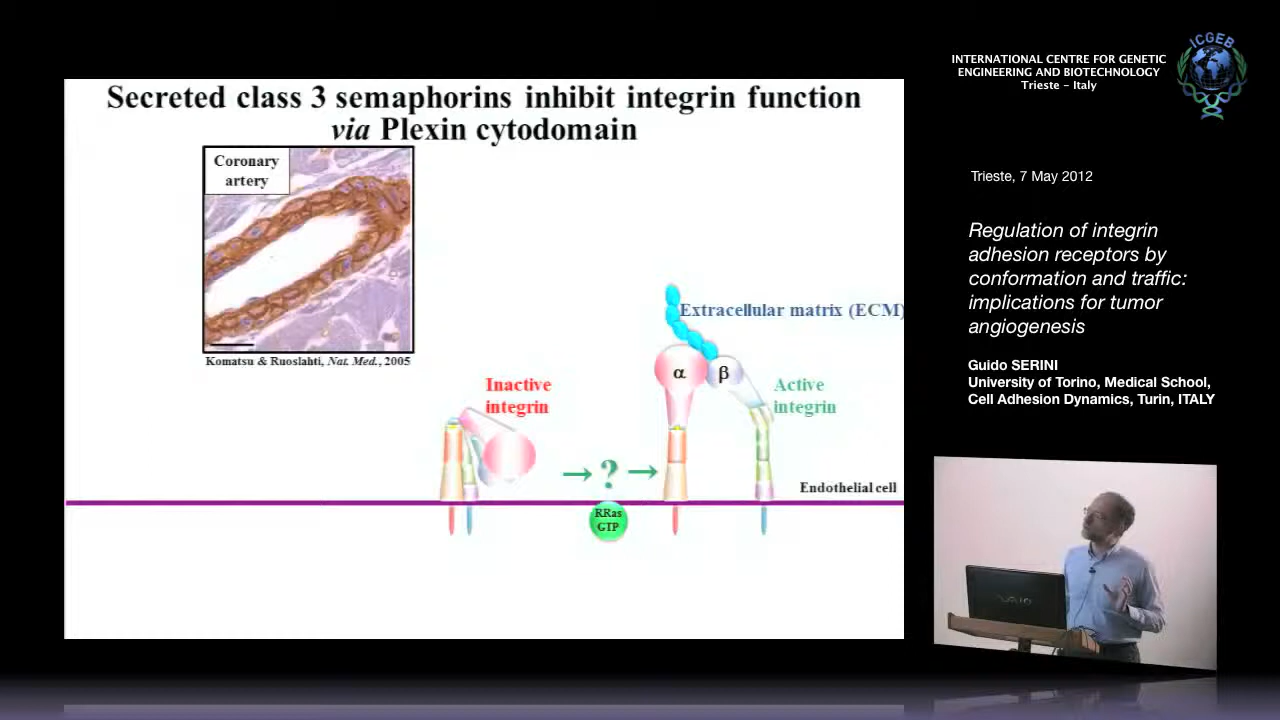 Secreted class 3 semaphorins inhibit integrin function
via Plexin cytodomain
Coronary
artery
Komatsu & Ruoslahti, Nat. Med., 2005
Inactive
integrin
→ ? →
RRas
GTP
Extracellular matrix (ECM)
α
β
Active
integrin
Endothelial cell
ICGEB
INTERNATIONAL CENTRE FOR GENETIC
ENGINEERING AND BIOTECHNOLOGY
Trieste - Italy
Trieste, 7 May 2012
Regulation of integrin
adhesion receptors by
conformation and traffic:
implications for tumor
angiogenesis
Guido SERINI
University of Torino, Medical School,
Cell Adhesion Dynamics, Turin, ITALY
VAIO